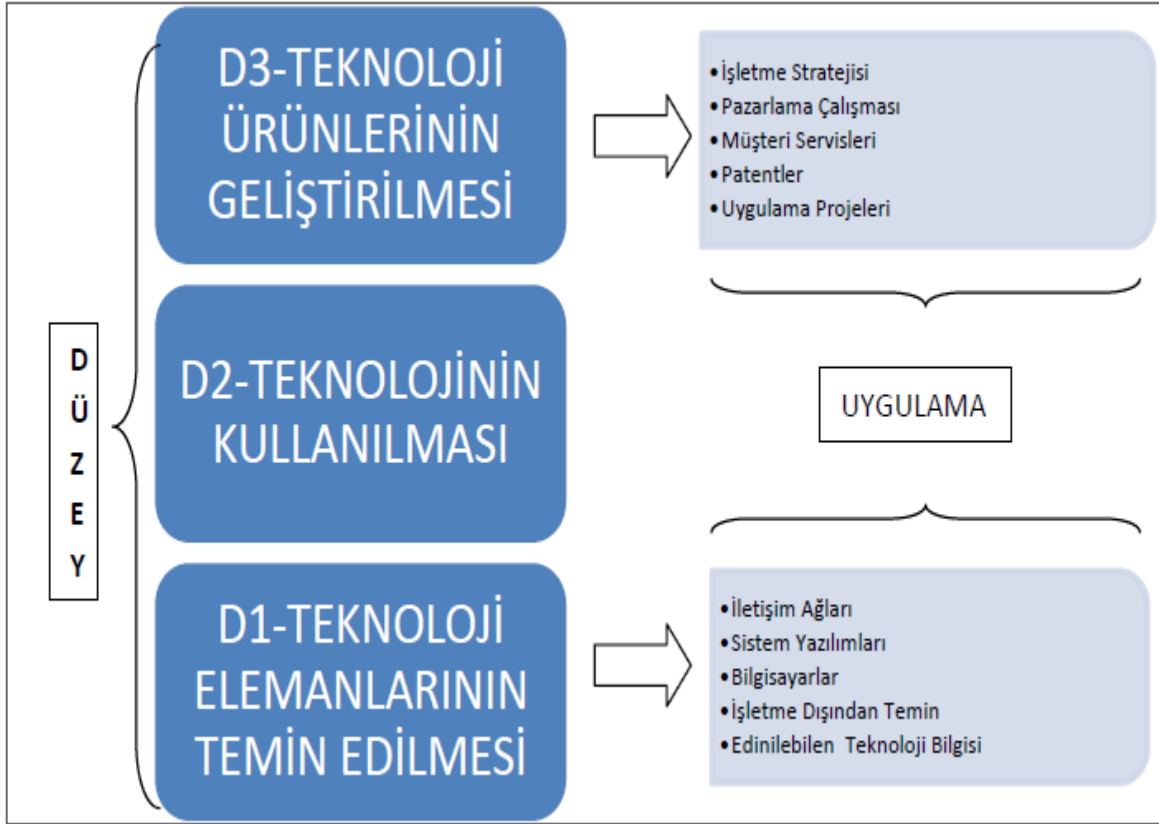 DÜZEY
D3-TEKNOLOJİ
ÜRÜNLERİNİN
GELİŞTİRİLMESİ
•İşletme Stratejisi
•Pazarlama Çalışması
•Müşteri Servisleri
•Patentler
•Uygulama Projeleri
D2-TEKNOLOJİNİN
KULLANILMASI
UYGULAMA
D1-TEKNOLOJİ
ELEMANLARININ
TEMİN EDİLMESİ
•İletişim Ağları
•Sistem Yazılımları
•Bilgisayarlar
•İşletme Dışından Temin
•Edinilebilen Teknoloji Bilgisi